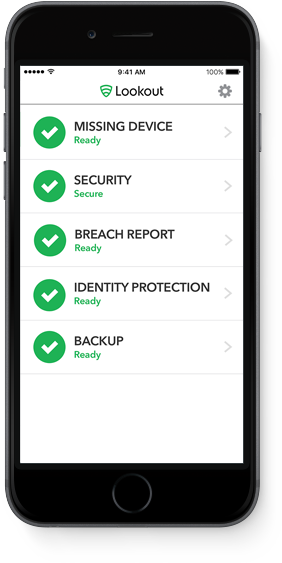 9:41 AM
100%
Lookout
MISSING DEVICE
Ready
SECURITY
Secure
BREACH REPORT
Ready
IDENTITY PROTECTION
Ready
BACKUP
Ready